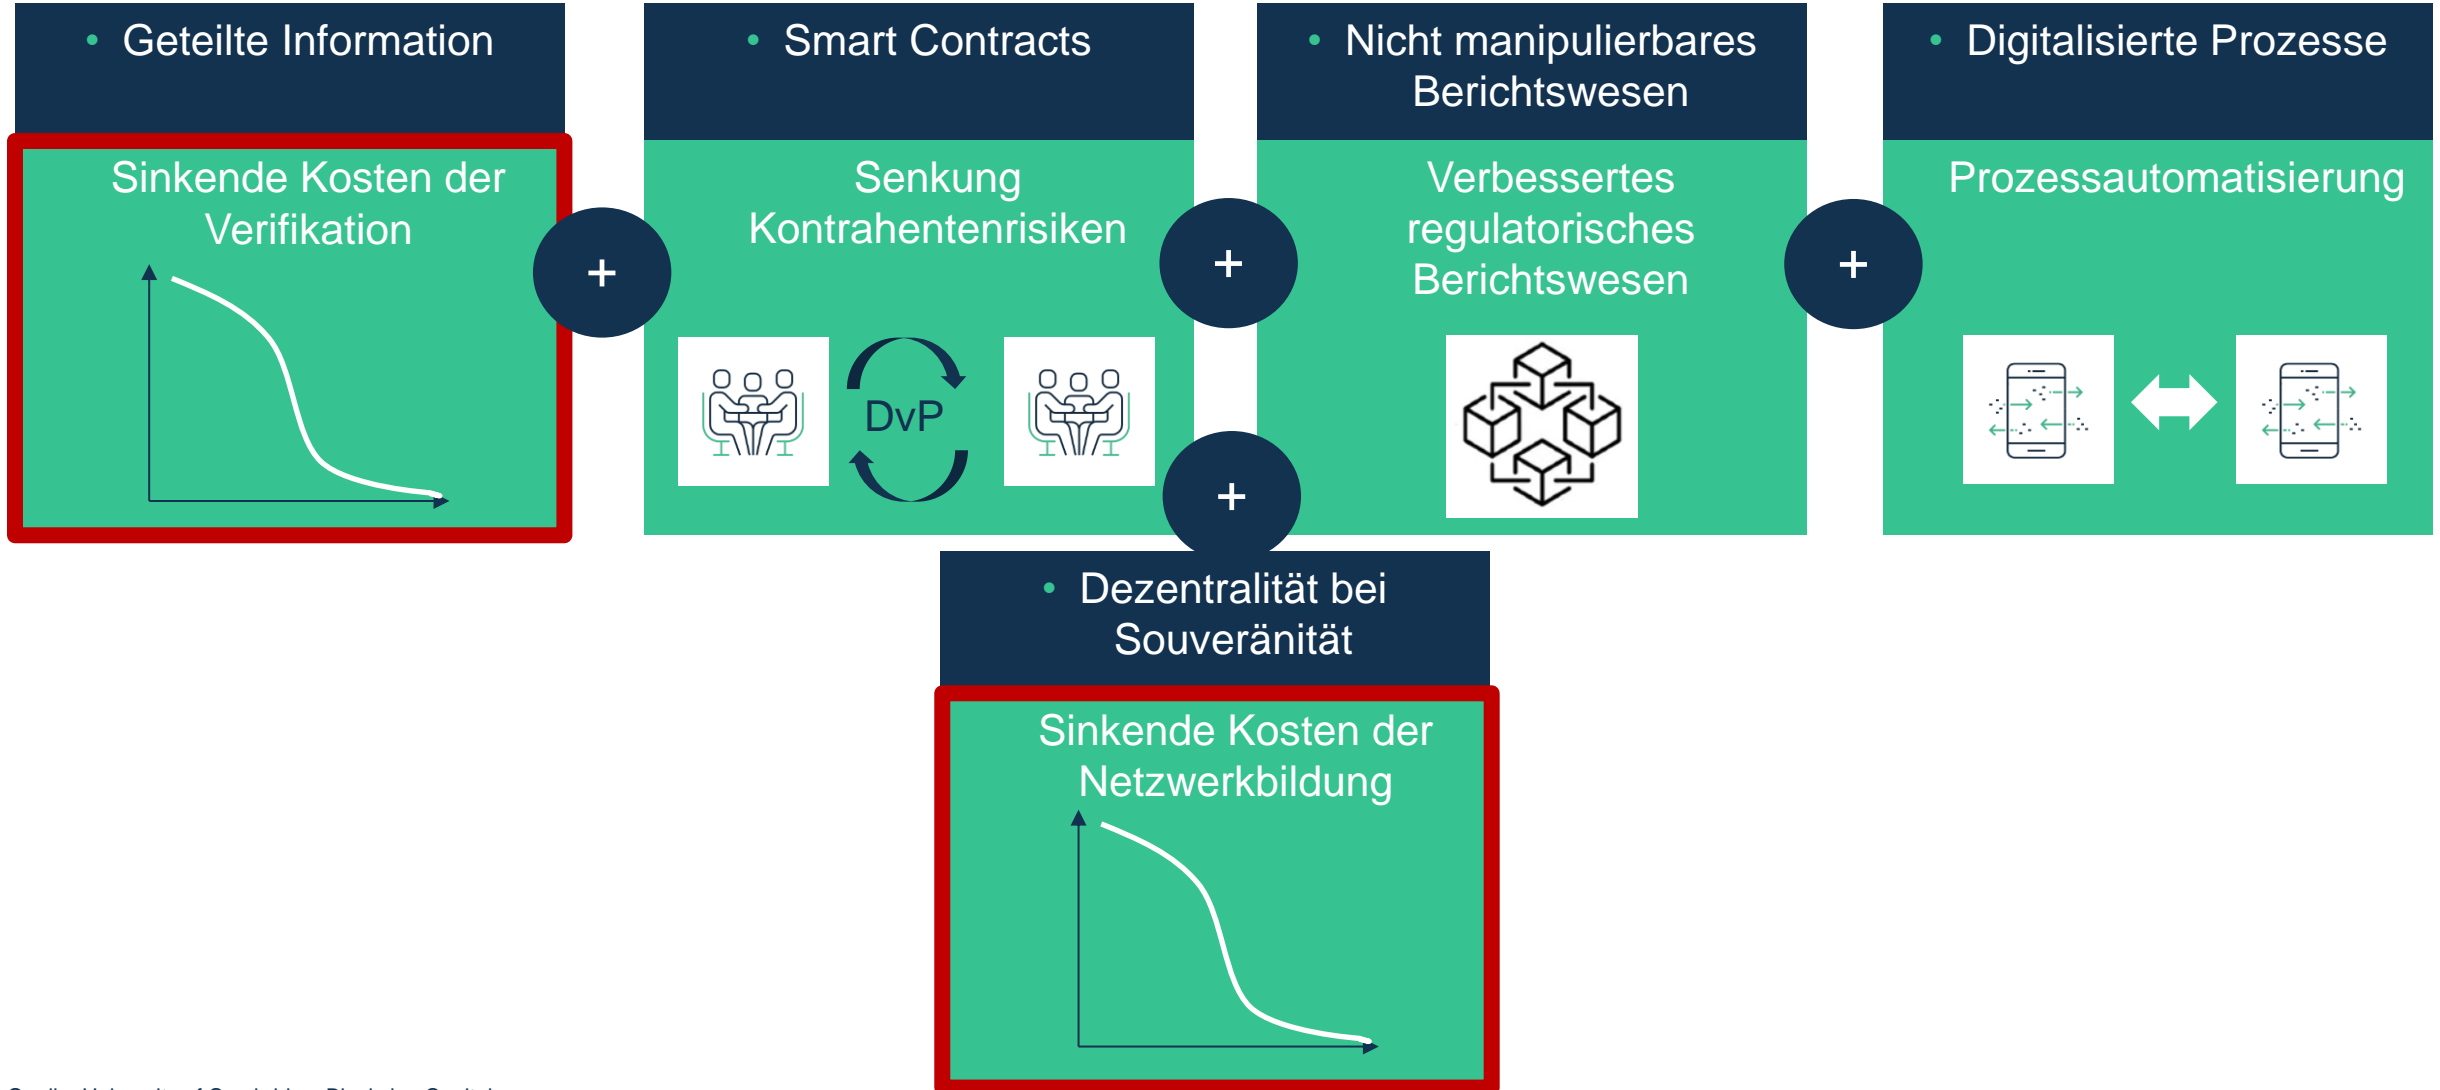 • Geteilte Information
Sinkende Kosten der
Verifikation
+
• Smart Contracts
Senkung
Kontrahentenrisiken
DvP
+
• Nicht manipulierbares
Berichtswesen
Verbessertes
regulatorisches
Berichtswesen
+
• Digitalisierte Prozesse
Prozessautomatisierung
+
• Dezentralität bei
Souveränität
Sinkende Kosten der
Netzwerkbildung